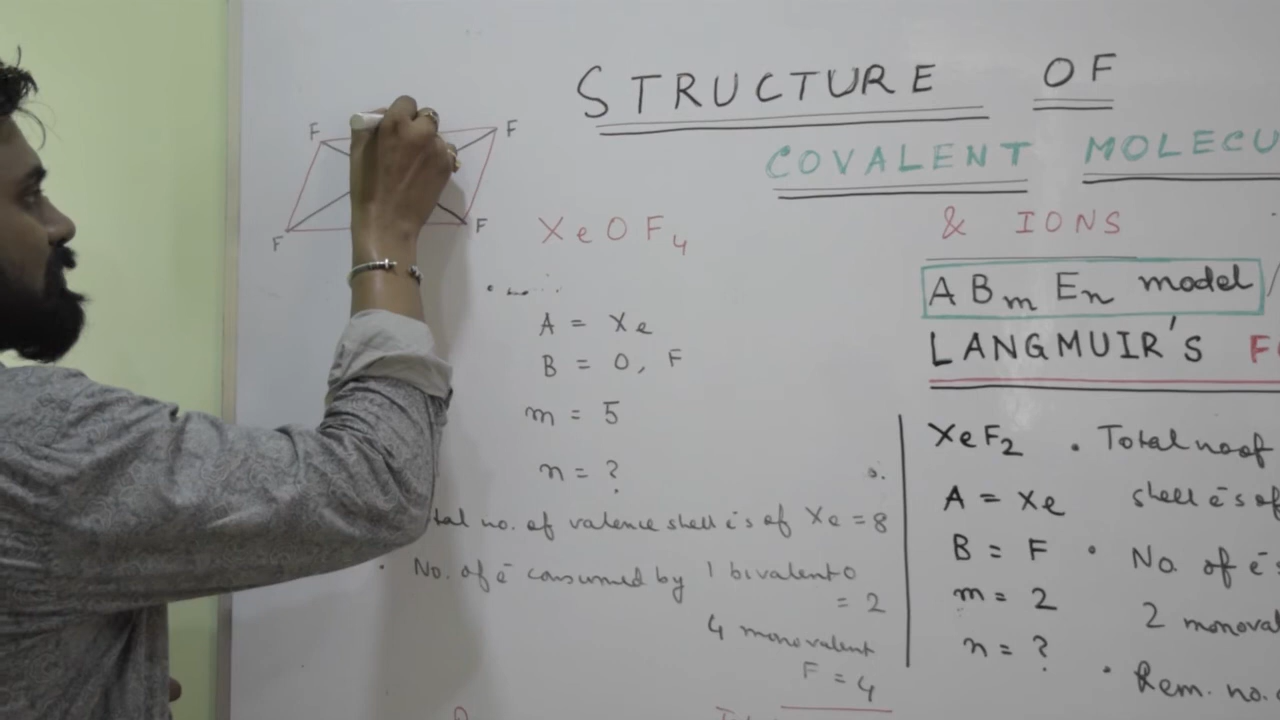 STRUCTURE OF
COVALENT MOLECU
& IONS
ABmEn model
LANGMUIR'S F
F F
F F
XeOF4
A = Xe
B = O, F
m = 5
n = ?
tal no. of valence shell e-s of Xe = 8
• No. of e- consumed by 1 bivalent O
= 2
4 monovalent
F = 4
XeF2 • Total no of
A = Xe shell e-s of
B = F • No. of e-s
m = 2 2 monoval
n = ?
• Rem. no.